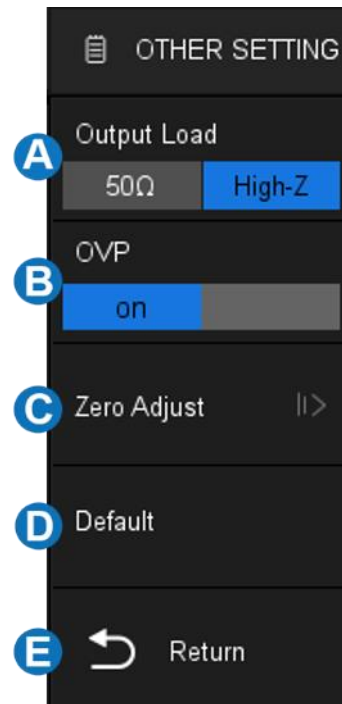 OTHER SETTING
A
Output Load
50Ω High-Z
B
OVP
on
C
Zero Adjust
D
Default
E
Return